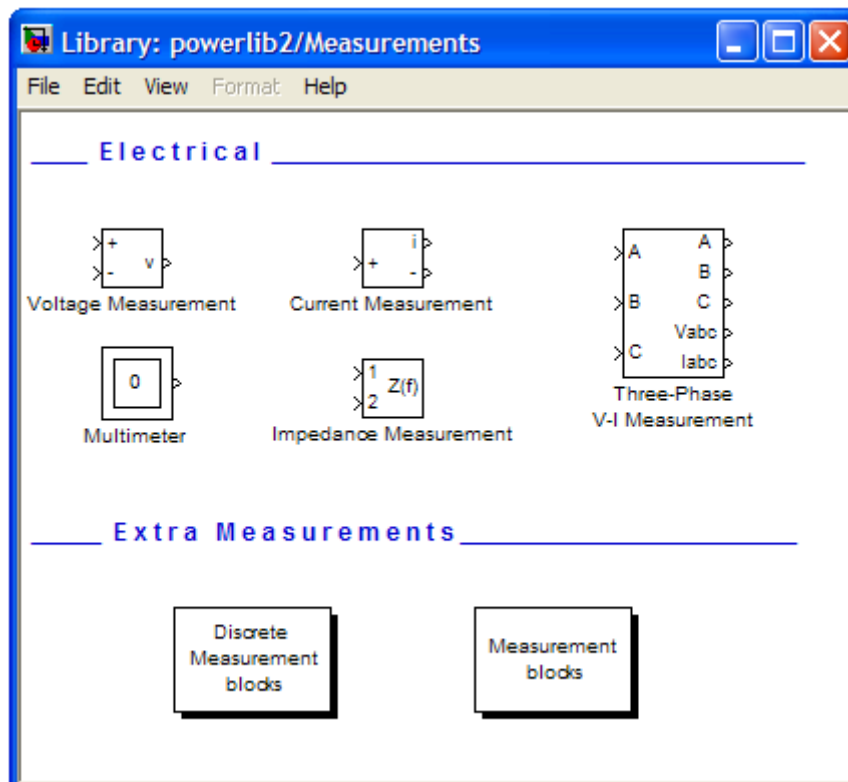 Library: powerlib2/Measurements
File Edit View Format Help
Electrical
+
-
v
Voltage Measurement
+
i
-
Current Measurement
A
B
C
A
B
C
Vabc
Iabc
Three-Phase
V-I Measurement
0
Multimeter
1
2
Z(f)
Impedance Measurement
Extra Measurements
Discrete
Measurement
blocks
Measurement
blocks